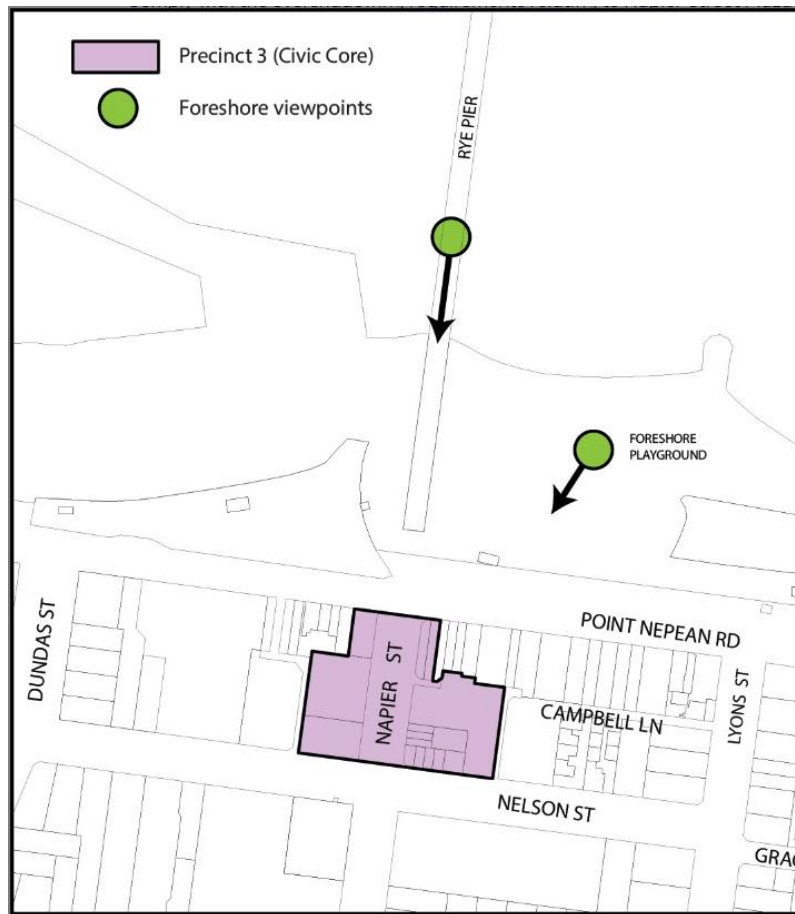 Precinct 3 (Civic Core)
Foreshore viewpoints
RYE PIER
FORESHORE
PLAYGROUND
POINT NEPEAN RD
DUNDAS ST
NAPIER ST
LYONS ST
CAMPBELL LN
NELSON ST